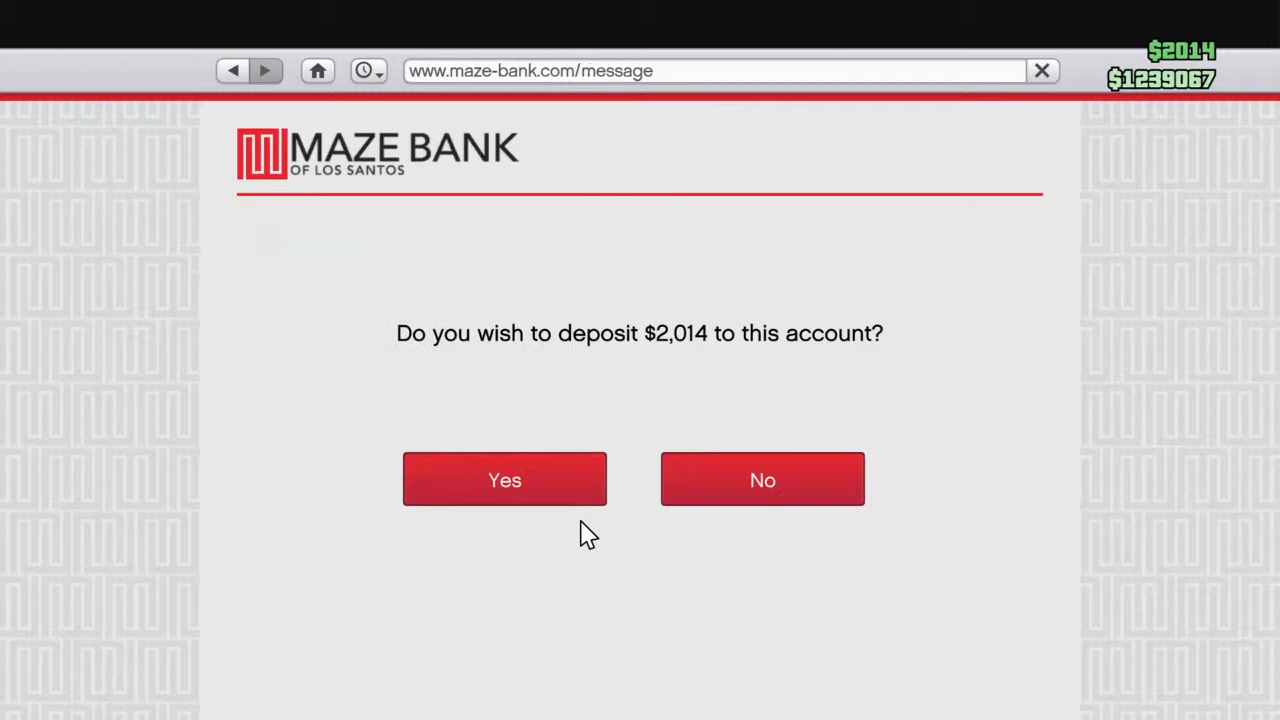 $2014
www.maze-bank.com/message
$1239067
MAZE BANK
OF LOS SANTOS
Do you wish to deposit $2,014 to this account?
Yes
No